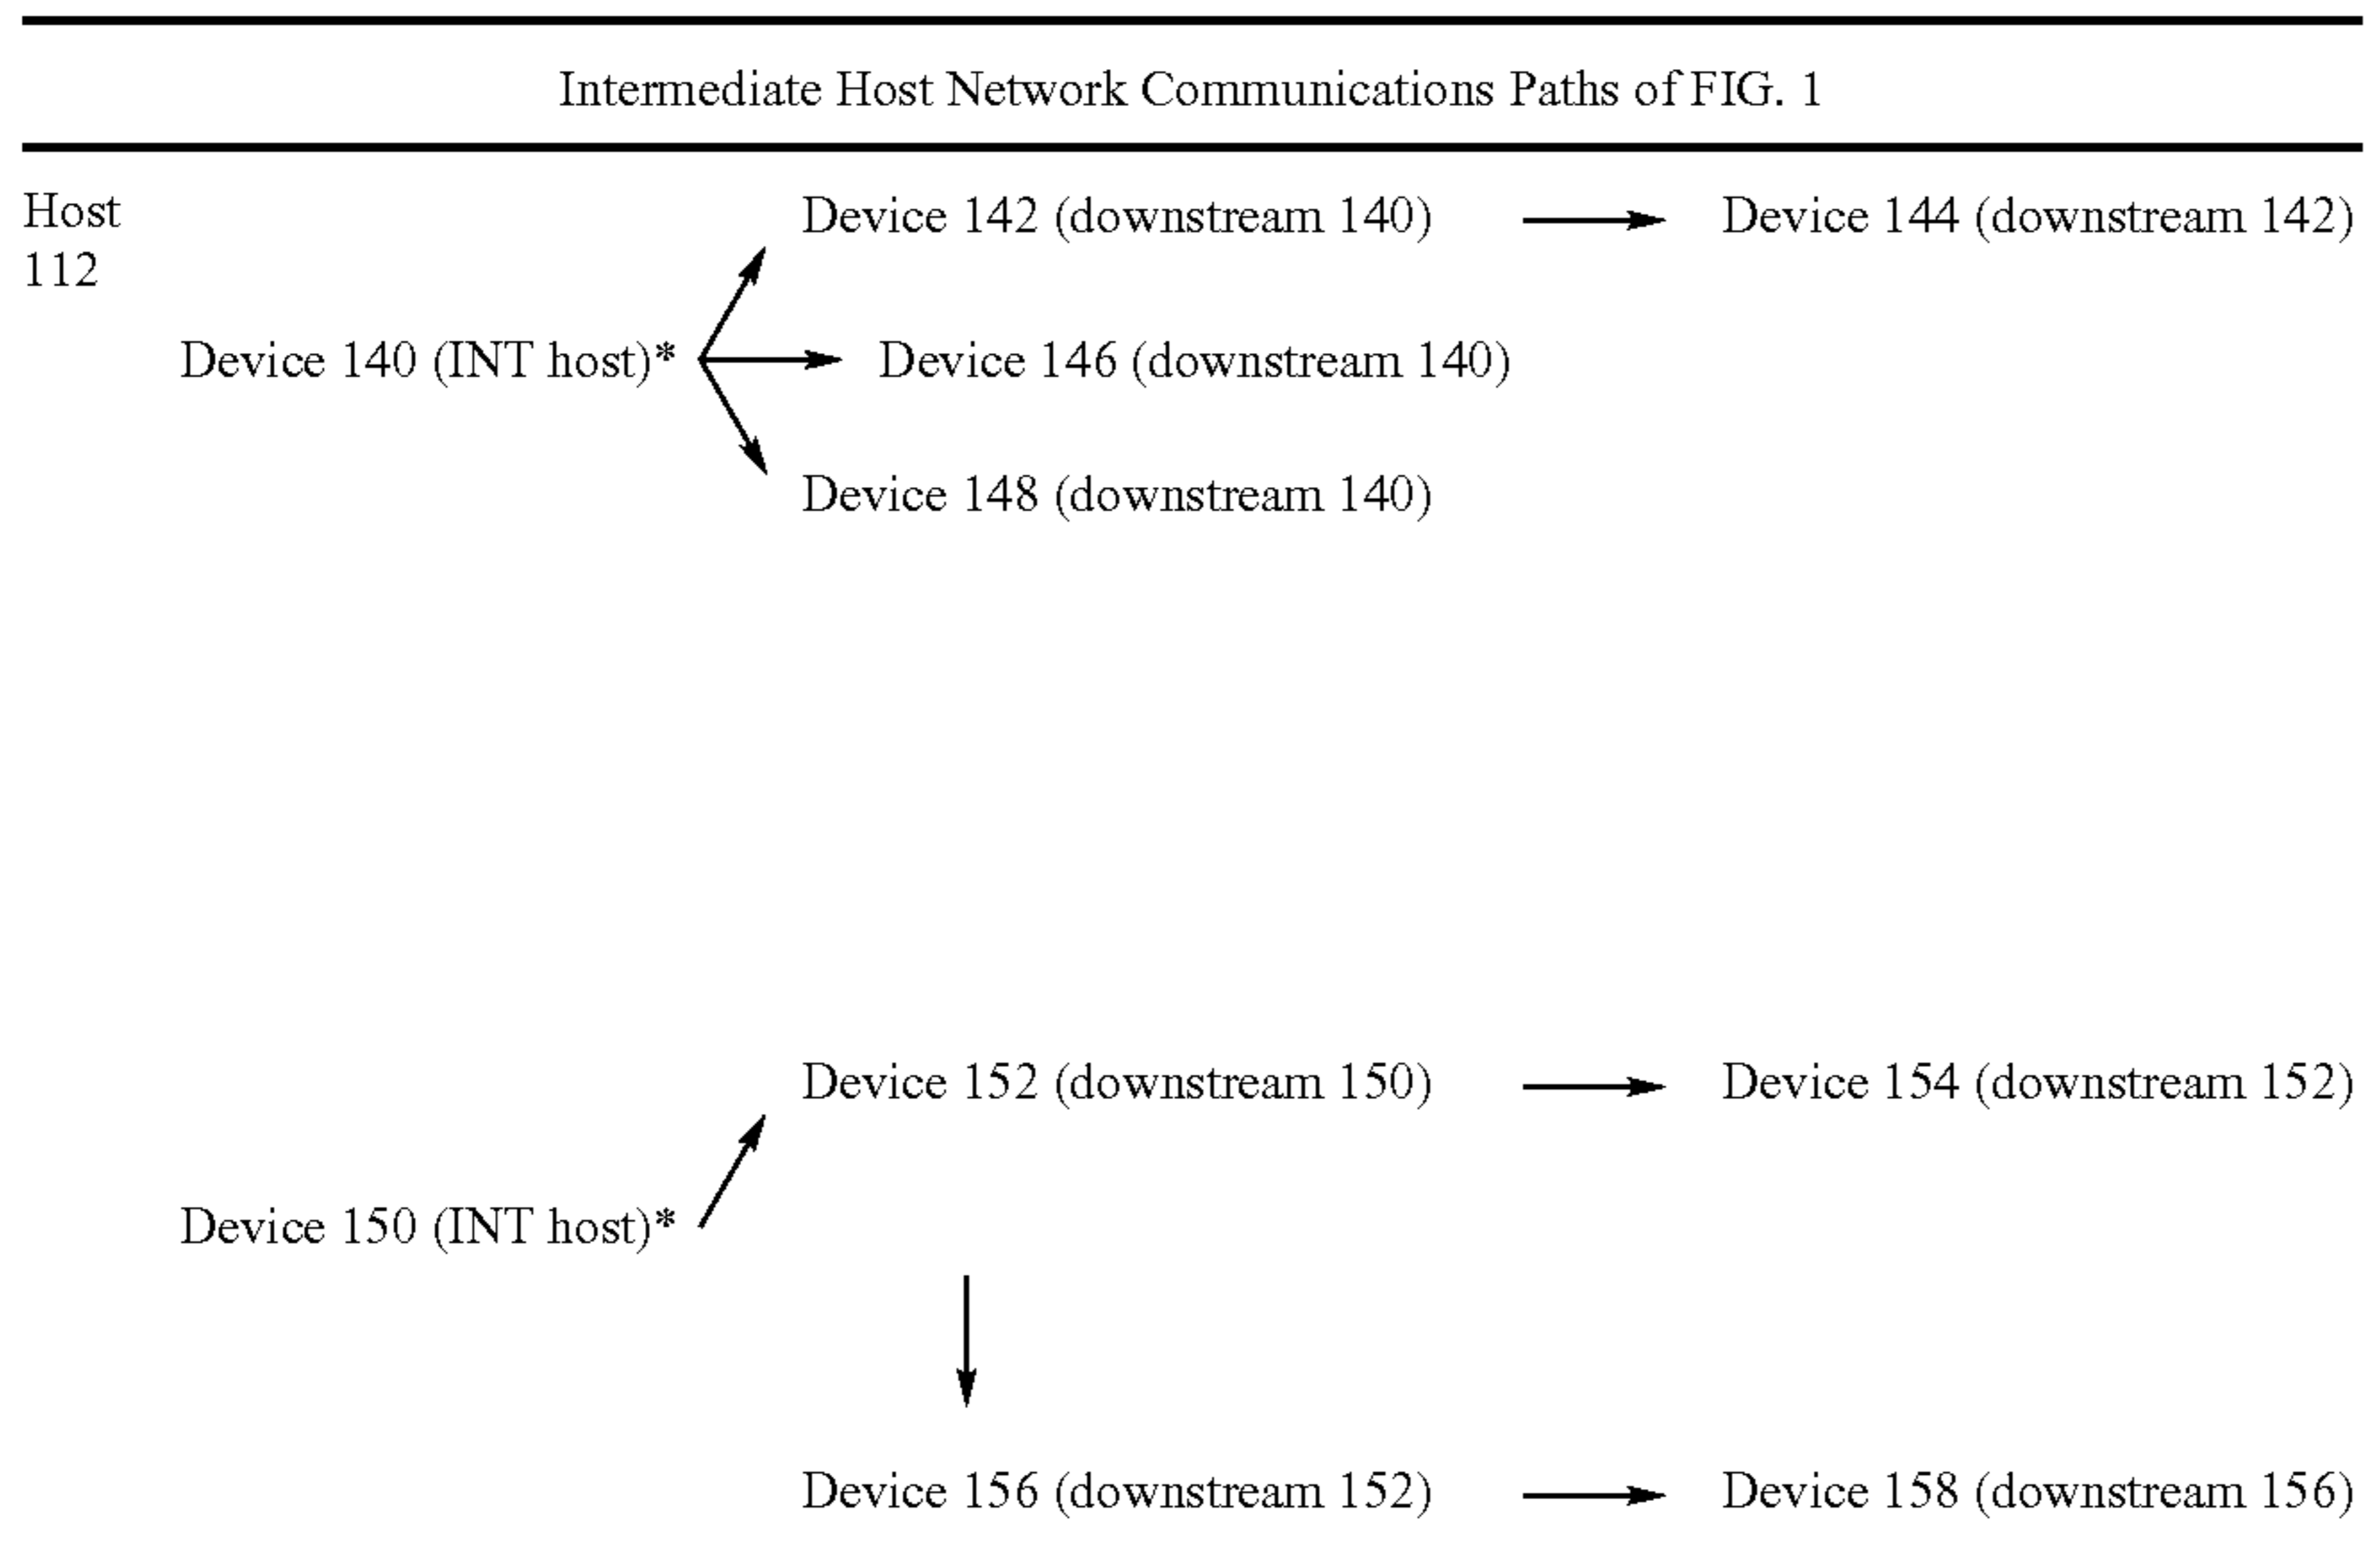 Intermediate Host Network Communications Paths of FIG. 1
Host
112
Device 142 (downstream 140)
Device 144 (downstream 142)
Device 140 (INT host)*
Device 146 (downstream 140)
Device 148 (downstream 140)
Device 152 (downstream 150)
Device 154 (downstream 152)
Device 150 (INT host)*
Device 156 (downstream 152)
Device 158 (downstream 156)